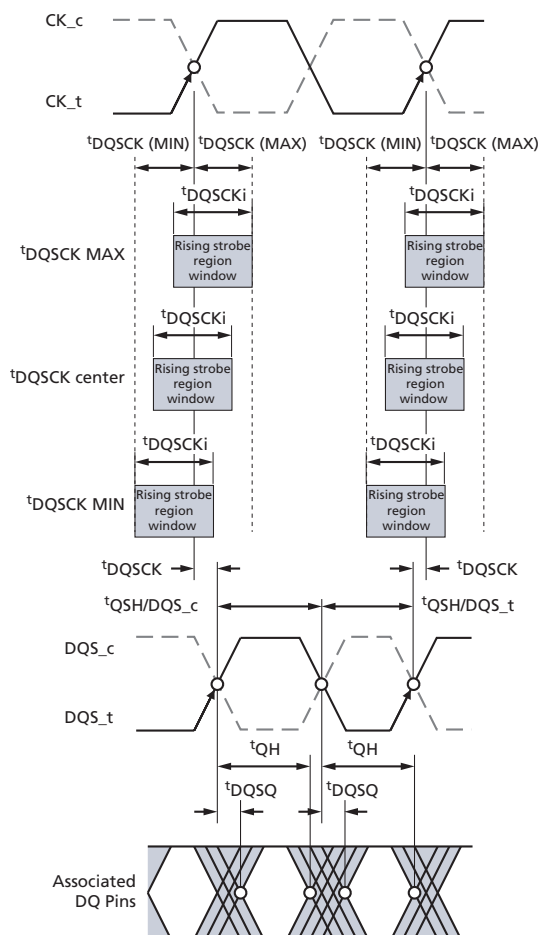 CK_c
CK_t
tDQSCK (MIN) tDQSCK (MAX) tDQSCK (MIN) tDQSCK (MAX)
tDQSCKi tDQSCKi
tDQSCK MAX
Rising strobe
region
window
Rising strobe
region
window
tDQSCKi tDQSCKi
tDQSCK center
Rising strobe
region
window
Rising strobe
region
window
tDQSCKi tDQSCKi
tDQSCK MIN
Rising strobe
region
window
Rising strobe
region
window
tDQSCK tDQSCK
tQSH/DQS_c tQSH/DQS_t
DQS_c
DQS_t
tQH tQH
tDQSQ tDQSQ
Associated
DQ Pins